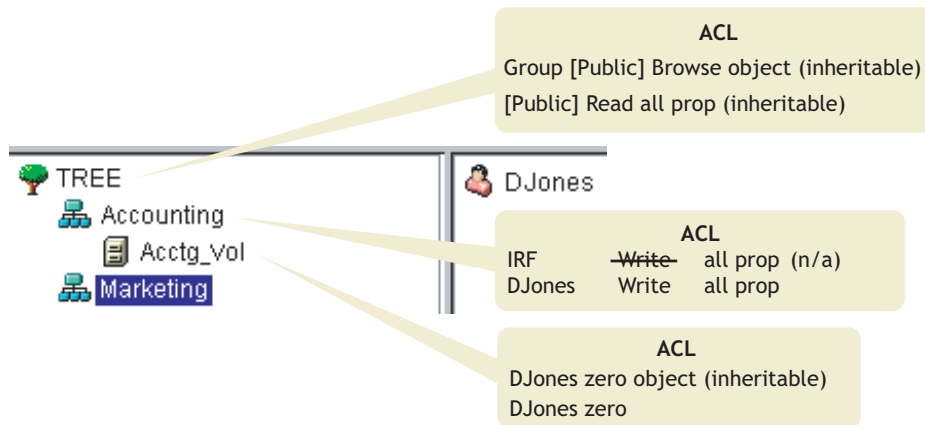 ACL
Group [Public] Browse object (inheritable)
[Public] Read all prop (inheritable)
TREE
Accounting
Acctg_vol
Marketing
DJones
ACL
IRF Write all prop (n/a)
DJones Write all prop
ACL
DJones zero object (inheritable)
DJones zero